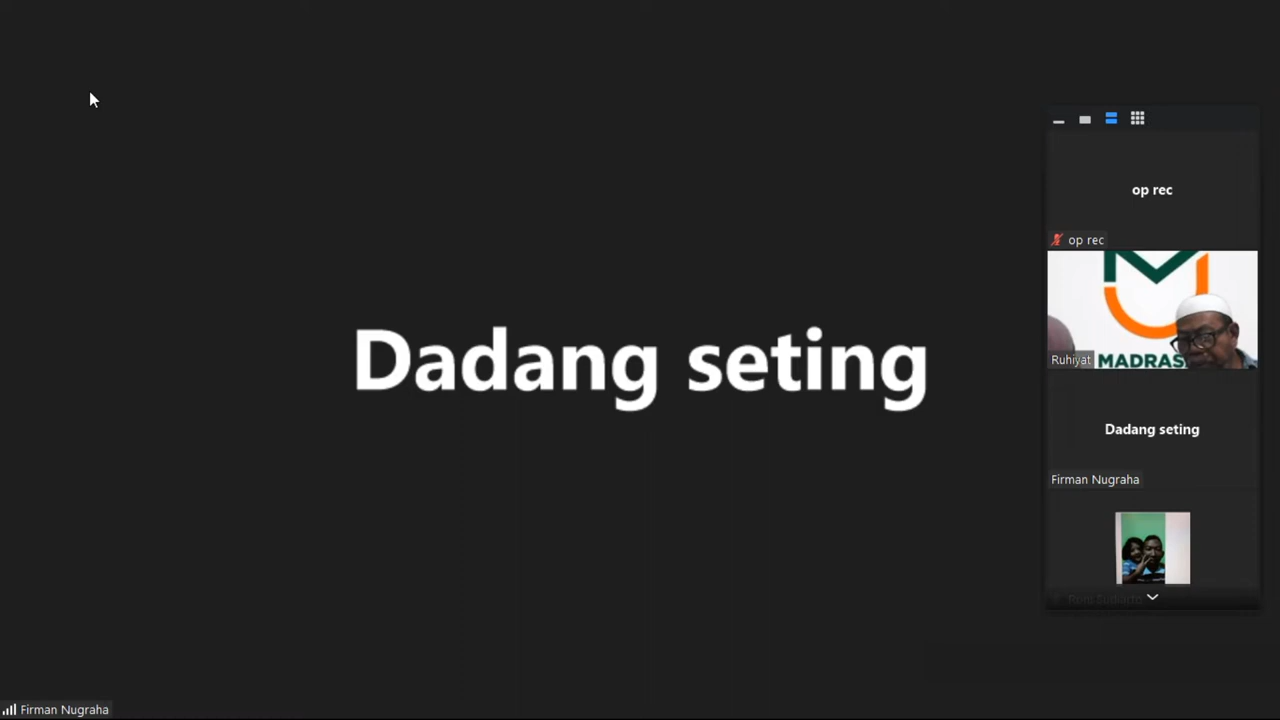 op rec
op rec
MADRAS
Ruhiyat
Dadang seting
Dadang seting
Firman Nugraha
Firman Nugraha